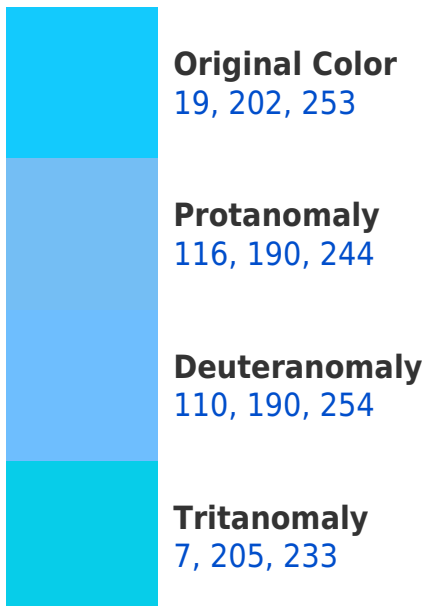 Original Color
19, 202, 253
Protanomaly
116, 190, 244
Deuteranomaly
110, 190, 254
Tritanomaly
7, 205, 233